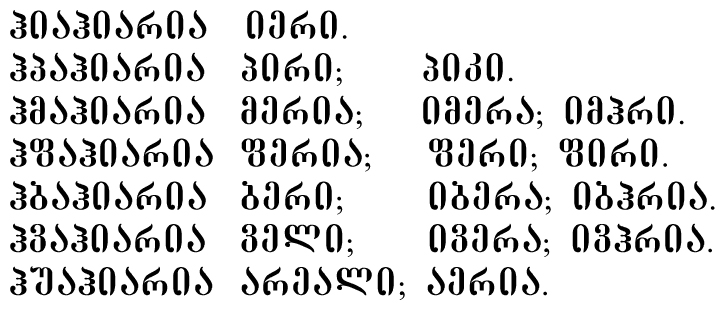 ჰიაჰიარია იერი.
ჰპაჰიარია პირი; პიკი.
ჰმაჰიარია მერია; იმერა; იმჰრი.
ჰფაჰიარია ფერია; ფერი; ფირი.
ჰბაჰიარია ბერი; იბერა; იბჰრია.
ჰვაჰიარია ველი; ივერა; ივჰრია.
ჰუაჰიარია არეალი; აერია.